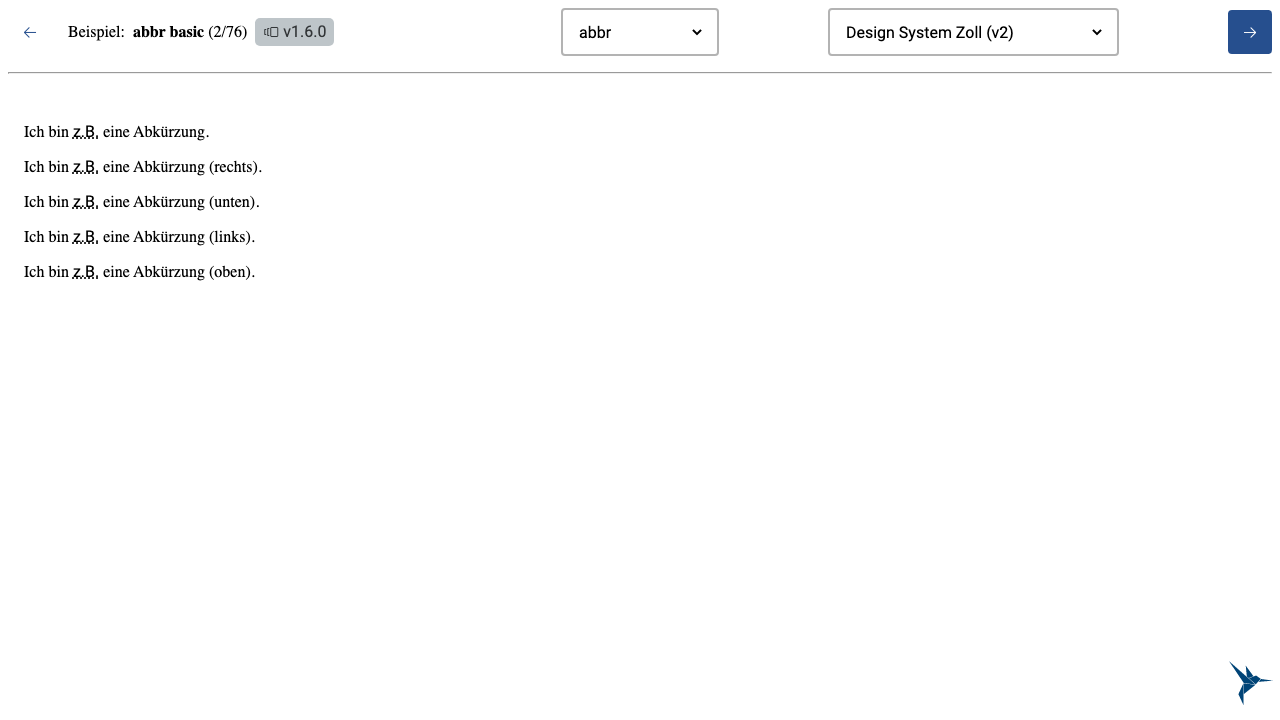 Beispiel: abbr basic (2/76) v1.6.0 abbr Design System Zoll (v2)
Ich bin z.B. eine Abkürzung.
Ich bin z.B. eine Abkürzung (rechts).
Ich bin z.B. eine Abkürzung (unten).
Ich bin z.B. eine Abkürzung (links).
Ich bin z.B. eine Abkürzung (oben).